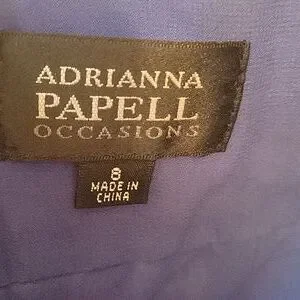 ADRIANNA
PAPELL
OCCASIONS
8
MADE IN
CHINA